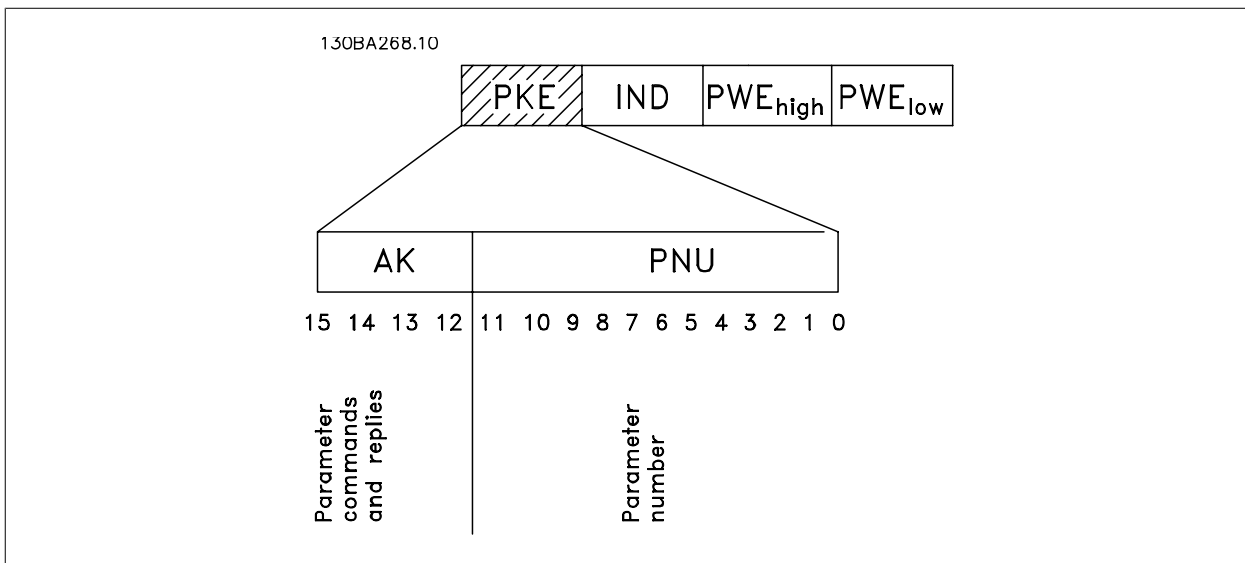 130BA268.10
PKE IND PWEhigh PWElow
AK PNU
15 14 13 12 11 10 9 8 7 6 5 4 3 2 1 0
Parameter
commands
and replies
Parameter
number